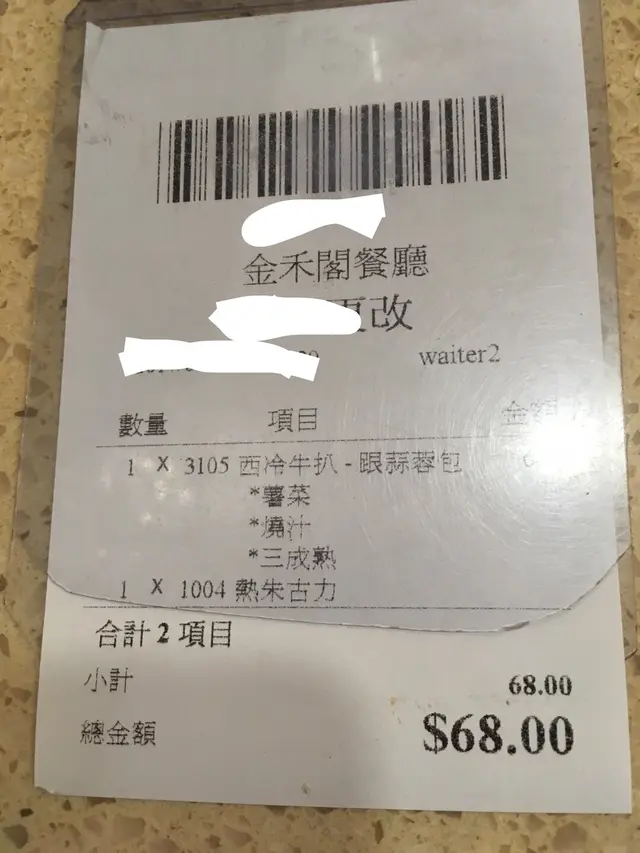 金禾閣餐廳
更改
waiter2
數量 項目 金額
1 X 3105 西冷牛扒 - 跟蒜蓉包
*薯菜
*燒汁
*三成熟
1 X 1004 熱朱古力
合計 2 項目
小計 68.00
總金額 $68.00